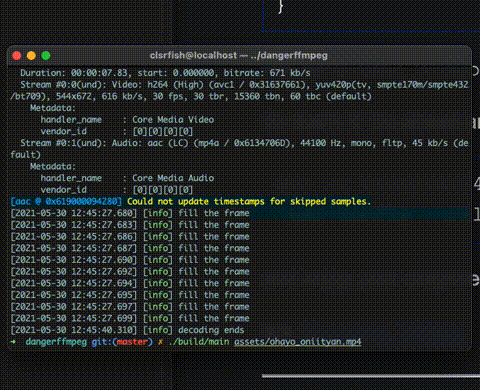 }
clsrfish@localhost — ../dangerffmpeg
Duration: 00:00:07.83, start: 0.000000, bitrate: 671 kb/s
Stream #0:0(und): Video: h264 (High) (avc1 / 0x31637661), yuv420p(tv, smpte170m/smpte432
/bt709), 544x672, 616 kb/s, 30 fps, 30 tbr, 15360 tbn, 60 tbc (default)
Metadata:
handler_name : Core Media Video
vendor_id : [0][0][0][0]
Stream #0:1(und): Audio: aac (LC) (mp4a / 0x6134706D), 44100 Hz, mono, fltp, 45 kb/s (de
fault)
Metadata:
handler_name : Core Media Audio
vendor_id : [0][0][0][0]
[aac @ 0x619000094280] Could not update timestamps for skipped samples.
[2021-05-30 12:45:27.680] [info] fill the frame
[2021-05-30 12:45:27.683] [info] fill the frame
[2021-05-30 12:45:27.686] [info] fill the frame
[2021-05-30 12:45:27.687] [info] fill the frame
[2021-05-30 12:45:27.690] [info] fill the frame
[2021-05-30 12:45:27.692] [info] fill the frame
[2021-05-30 12:45:27.694] [info] fill the frame
[2021-05-30 12:45:27.695] [info] fill the frame
[2021-05-30 12:45:27.697] [info] fill the frame
[2021-05-30 12:45:27.699] [info] fill the frame
[2021-05-30 12:45:40.310] [info] decoding ends
➜ dangerffmpeg git:(master) ✗ ./build/main assets/ohayo_oniityan.mp4